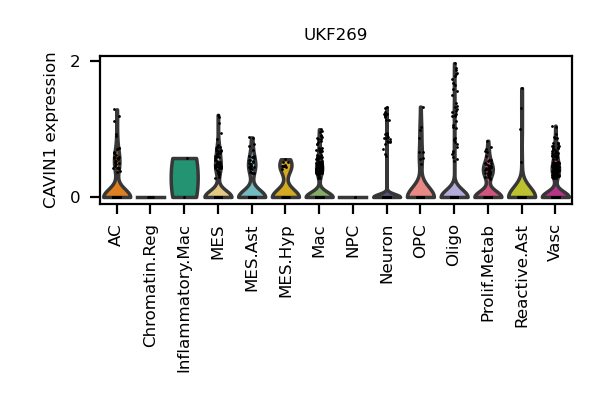 UKF269
CAVIN1 expression
2
0
AC
Chromatin.Reg
Inflammatory.Mac
MES
MES.Ast
MES.Hyp
Mac
NPC
Neuron
OPC
Oligo
Prolif.Metab
Reactive.Ast
Vasc